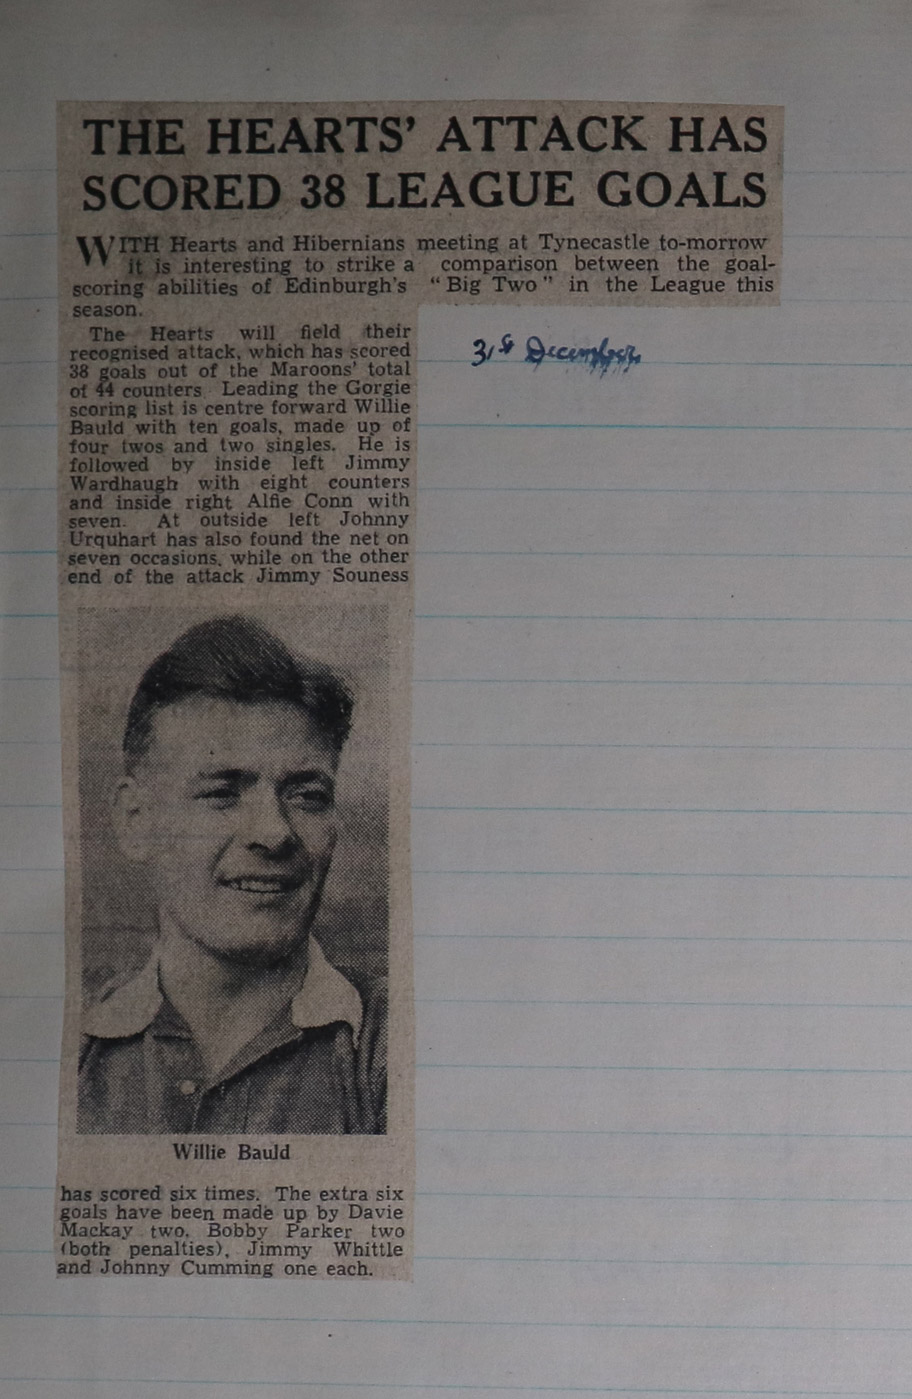 THE HEARTS' ATTACK HAS
SCORED 38 LEAGUE GOALS
WITH Hearts and Hibernians meeting at Tynecastle to-morrow
it is interesting to strike a comparison between the goal-
scoring abilities of Edinburgh's "Big Two" in the League this
season.
The Hearts will field their
recognised attack, which has scored
38 goals out of the Maroons' total
of 44 counters. Leading the Gorgie
scoring list is centre forward Willie
Bauld with ten goals, made up of
four twos and two singles. He is
followed by inside left Jimmy
Wardhaugh with eight counters
and inside right Alfie Conn with
seven. At outside left Johnny
Urquhart has also found the net on
seven occasions, while on the other
end of the attack Jimmy Souness
31st December
Willie Bauld
has scored six times. The extra six
goals have been made up by Davie
Mackay two, Bobby Parker two
(both penalties), Jimmy Whittle
and Johnny Cumming one each.